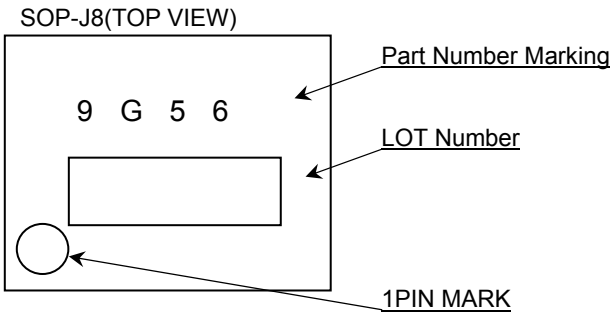 SOP-J8(TOP VIEW)
Part Number Marking
9 G 5 6
LOT Number
1PIN MARK